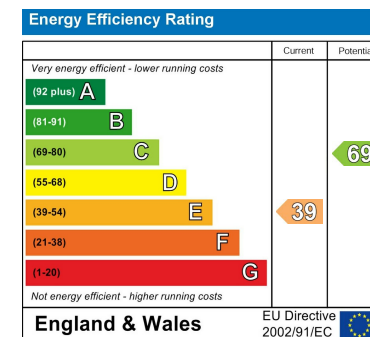 Energy Efficiency Rating
Current Potentia
Very energy efficient - lower running costs
(92 plus) A
(81-91) B
(69-80) C
69
(55-68) D
(39-54) E
39
(21-38) F
(1-20) G
Not energy efficient - higher running costs
England & Wales
EU Directive
2002/91/EC